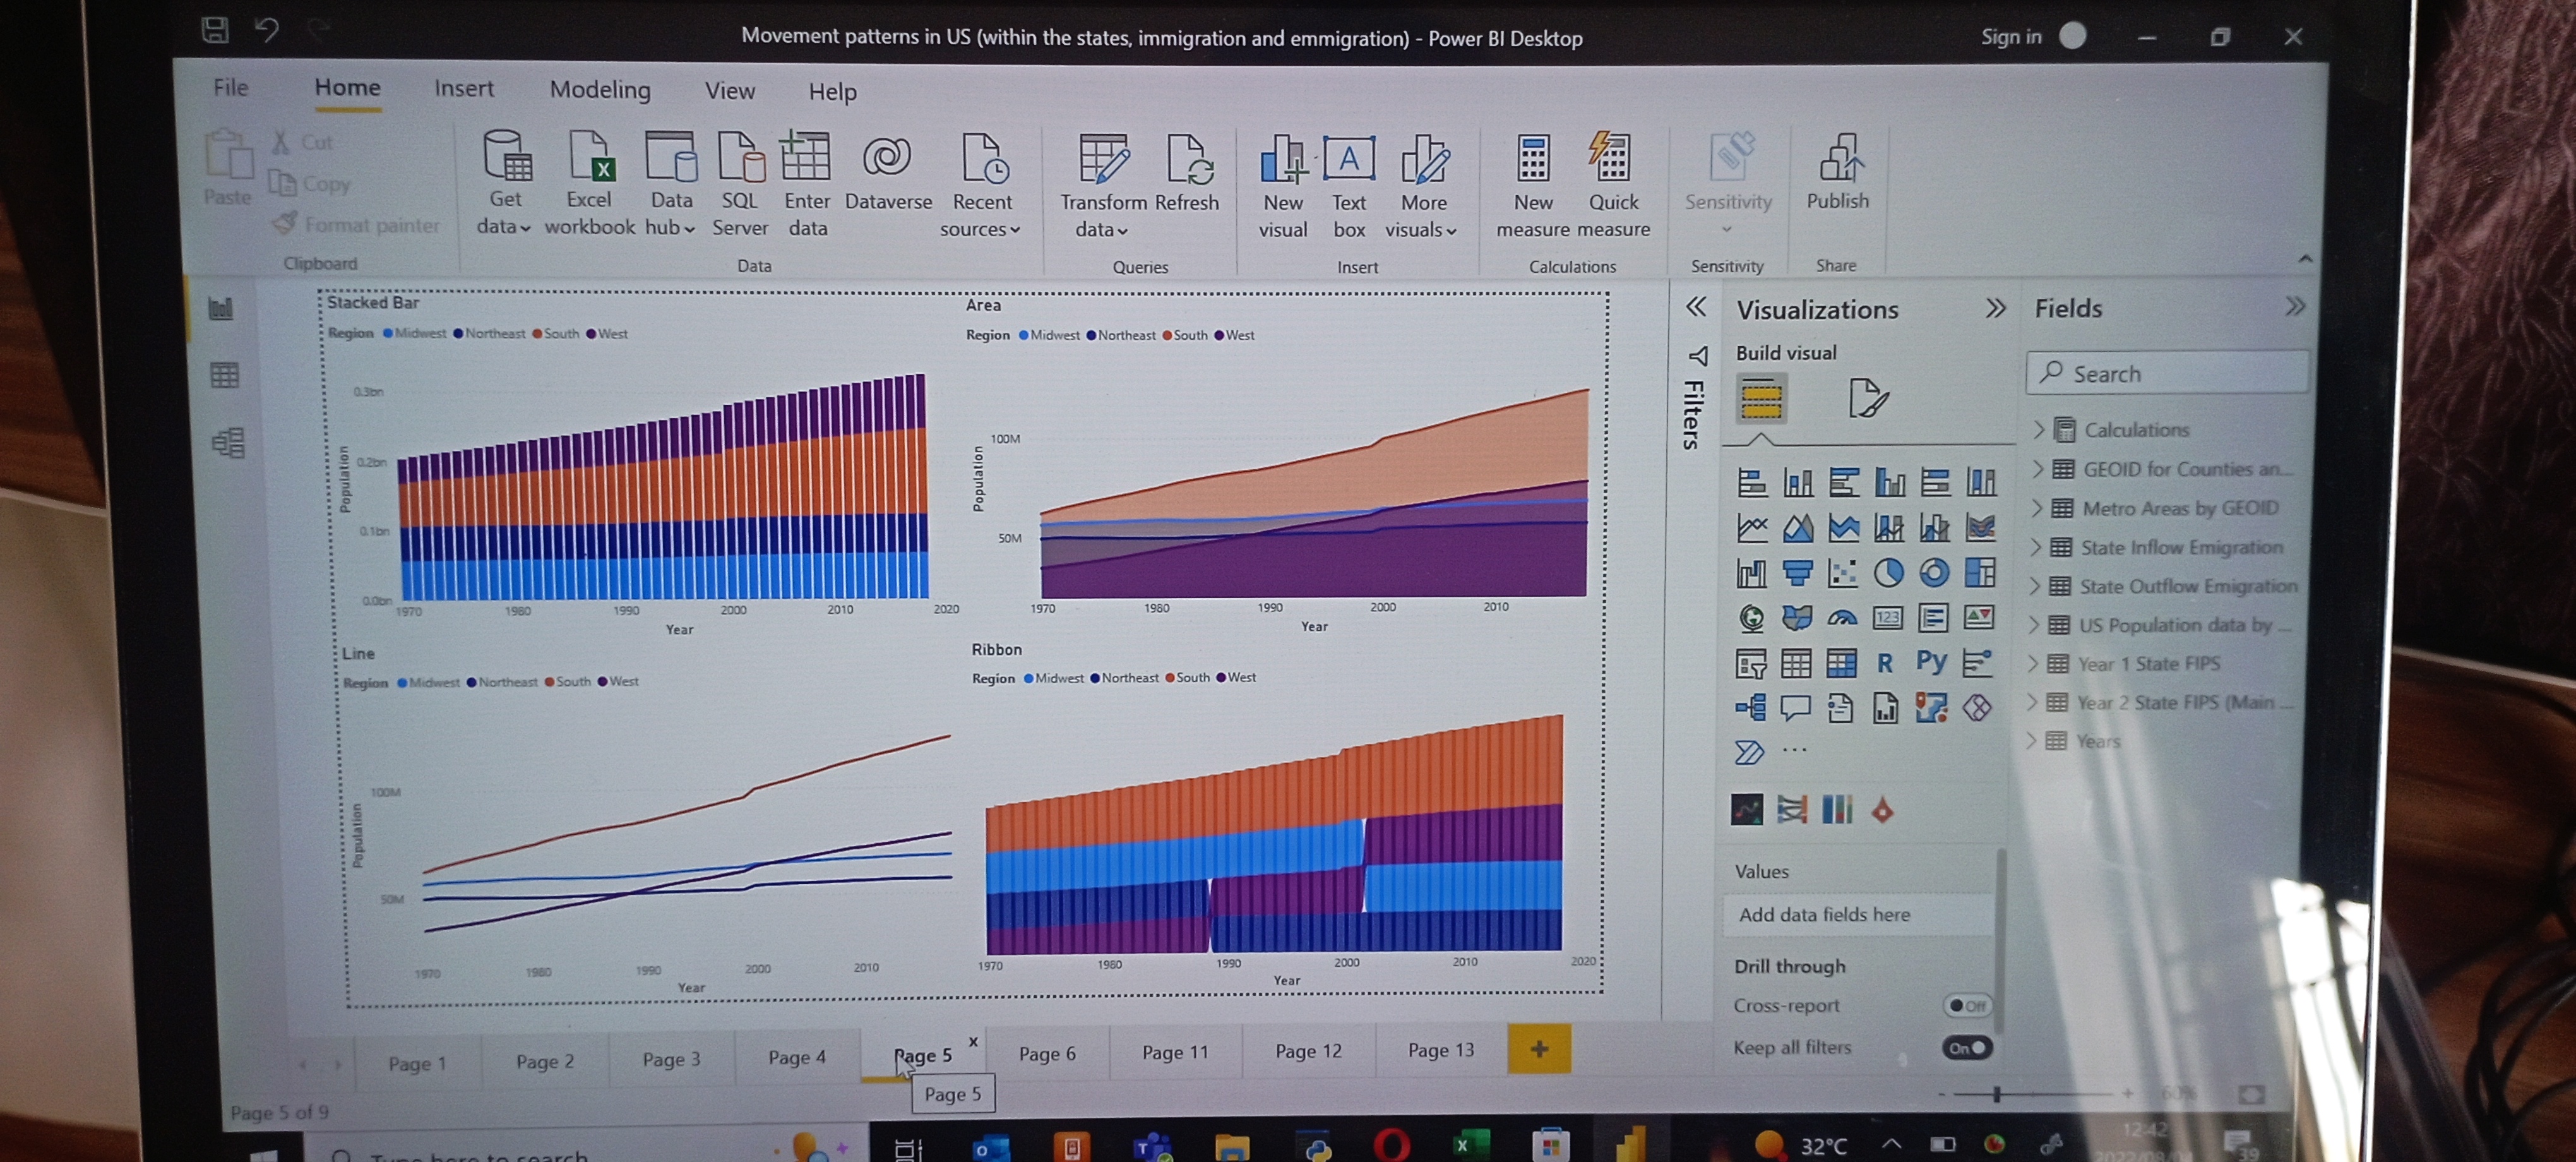 Movement patterns in US (within the states, immigration and emmigration) - Power BI Desktop
Sign in
File Home Insert Modeling View Help
Paste
Cut
Copy
Format painter
Clipboard
Get data
Excel workbook
Data hub
SQL Server
Enter data
Dataverse
Recent sources
Data
Transform data
Refresh
Queries
New visual
Text box
More visuals
Insert
New measure
Quick measure
Calculations
Sensitivity
Sensitivity
Publish
Share
Stacked Bar
Region Midwest Northeast South West
Population
0.3bn
0.2bn
0.1bn
0.0bn
1970 1980 1990 2000 2010 2020
Year
Area
Region Midwest Northeast South West
Population
100M
50M
1970 1980 1990 2000 2010
Year
Line
Region Midwest Northeast South West
Population
100M
50M
1970 1980 1990 2000 2010
Year
Ribbon
Region Midwest Northeast South West
1970 1980 1990 2000 2010 2020
Year
Filters
Visualizations
Build visual
123
R Py
...
Values
Add data fields here
Drill through
Cross-report
Off
Keep all filters
On
Fields
Search
Calculations
GEOID for Counties an...
Metro Areas by GEOID
State Inflow Emigration
State Outflow Emigration
US Population data by ...
Year 1 State FIPS
Year 2 State FIPS (Main ...
Years
Page 1 Page 2 Page 3 Page 4 Page 5 x Page 6 Page 11 Page 12 Page 13 +
Page 5
Page 5 of 9
- + 60%
Type here to search
32°C
12:42
39